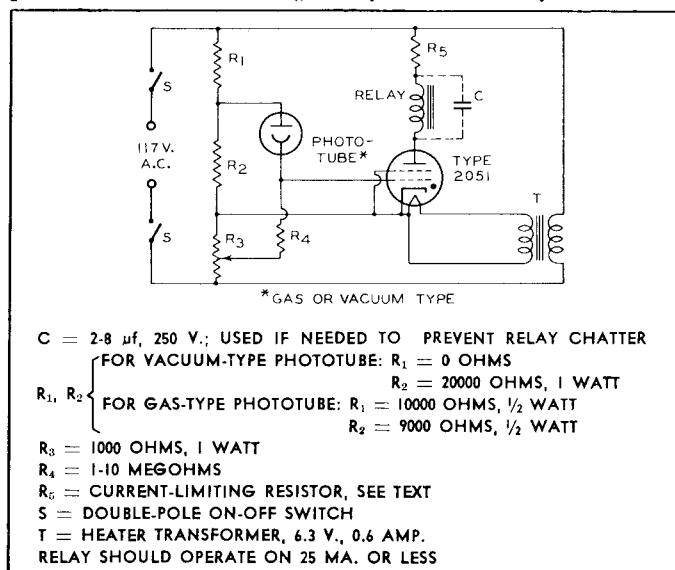 R1
R5
S
RELAY
C
PHOTO-
TUBE*
117 V.
A.C.
R2
TYPE
2051
T
S
R3
R4
*GAS OR VACUUM TYPE
C = 2-8 µf, 250 V.; USED IF NEEDED TO PREVENT RELAY CHATTER
R1, R2 { FOR VACUUM-TYPE PHOTOTUBE: R1 = 0 OHMS
R2 = 20000 OHMS, 1 WATT
FOR GAS-TYPE PHOTOTUBE: R1 = 10000 OHMS, 1/2 WATT
R2 = 9000 OHMS, 1/2 WATT
R3 = 1000 OHMS, 1 WATT
R4 = 1-10 MEGOHMS
R5 = CURRENT-LIMITING RESISTOR, SEE TEXT
S = DOUBLE-POLE ON-OFF SWITCH
T = HEATER TRANSFORMER, 6.3 V., 0.6 AMP.
RELAY SHOULD OPERATE ON 25 MA. OR LESS